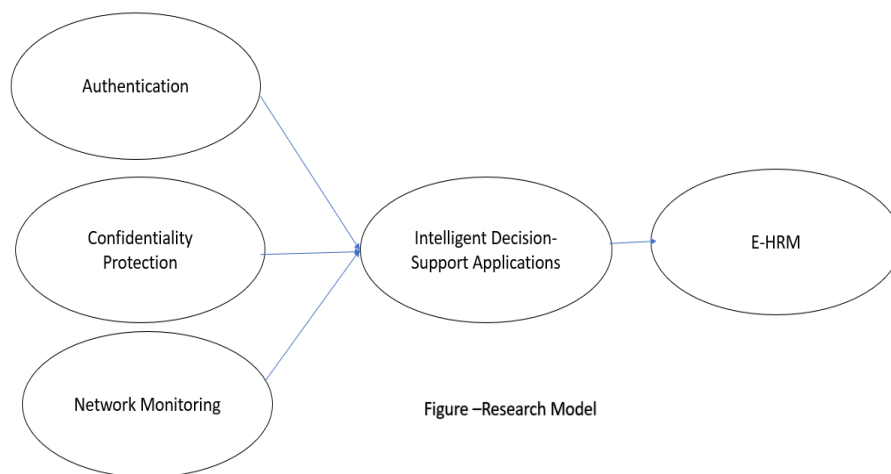 Authentication
Confidentiality
Protection
Intelligent Decision-
Support Applications
E-HRM
Network Monitoring
Figure –Research Model